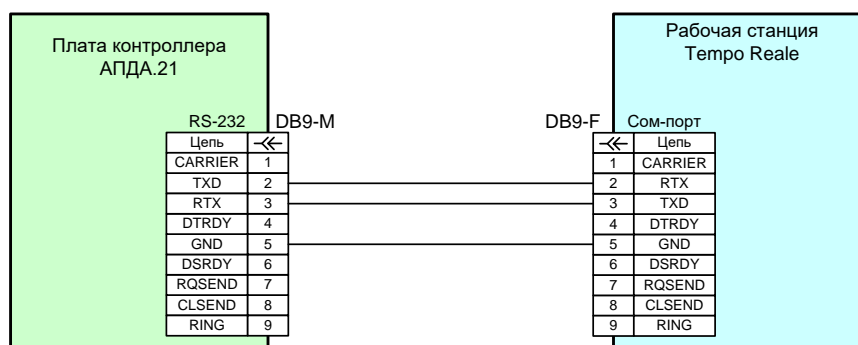 Плата контроллера
АПДА.21
Рабочая станция
Tempo Reale
RS-232 DB9-M
Цепь
CARRIER 1
TXD 2
RTX 3
DTRDY 4
GND 5
DSRDY 6
RQSEND 7
CLSEND 8
RING 9
DB9-F Сом-порт
Цепь
1 CARRIER
2 RTX
3 TXD
4 DTRDY
5 GND
6 DSRDY
7 RQSEND
8 CLSEND
9 RING